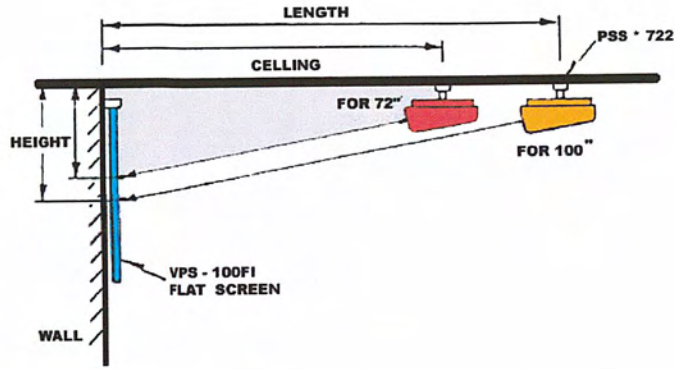 LENGTH
PSS * 722
CELLING
FOR 72"
HEIGHT
FOR 100"
VPS - 100FI
FLAT SCREEN
WALL